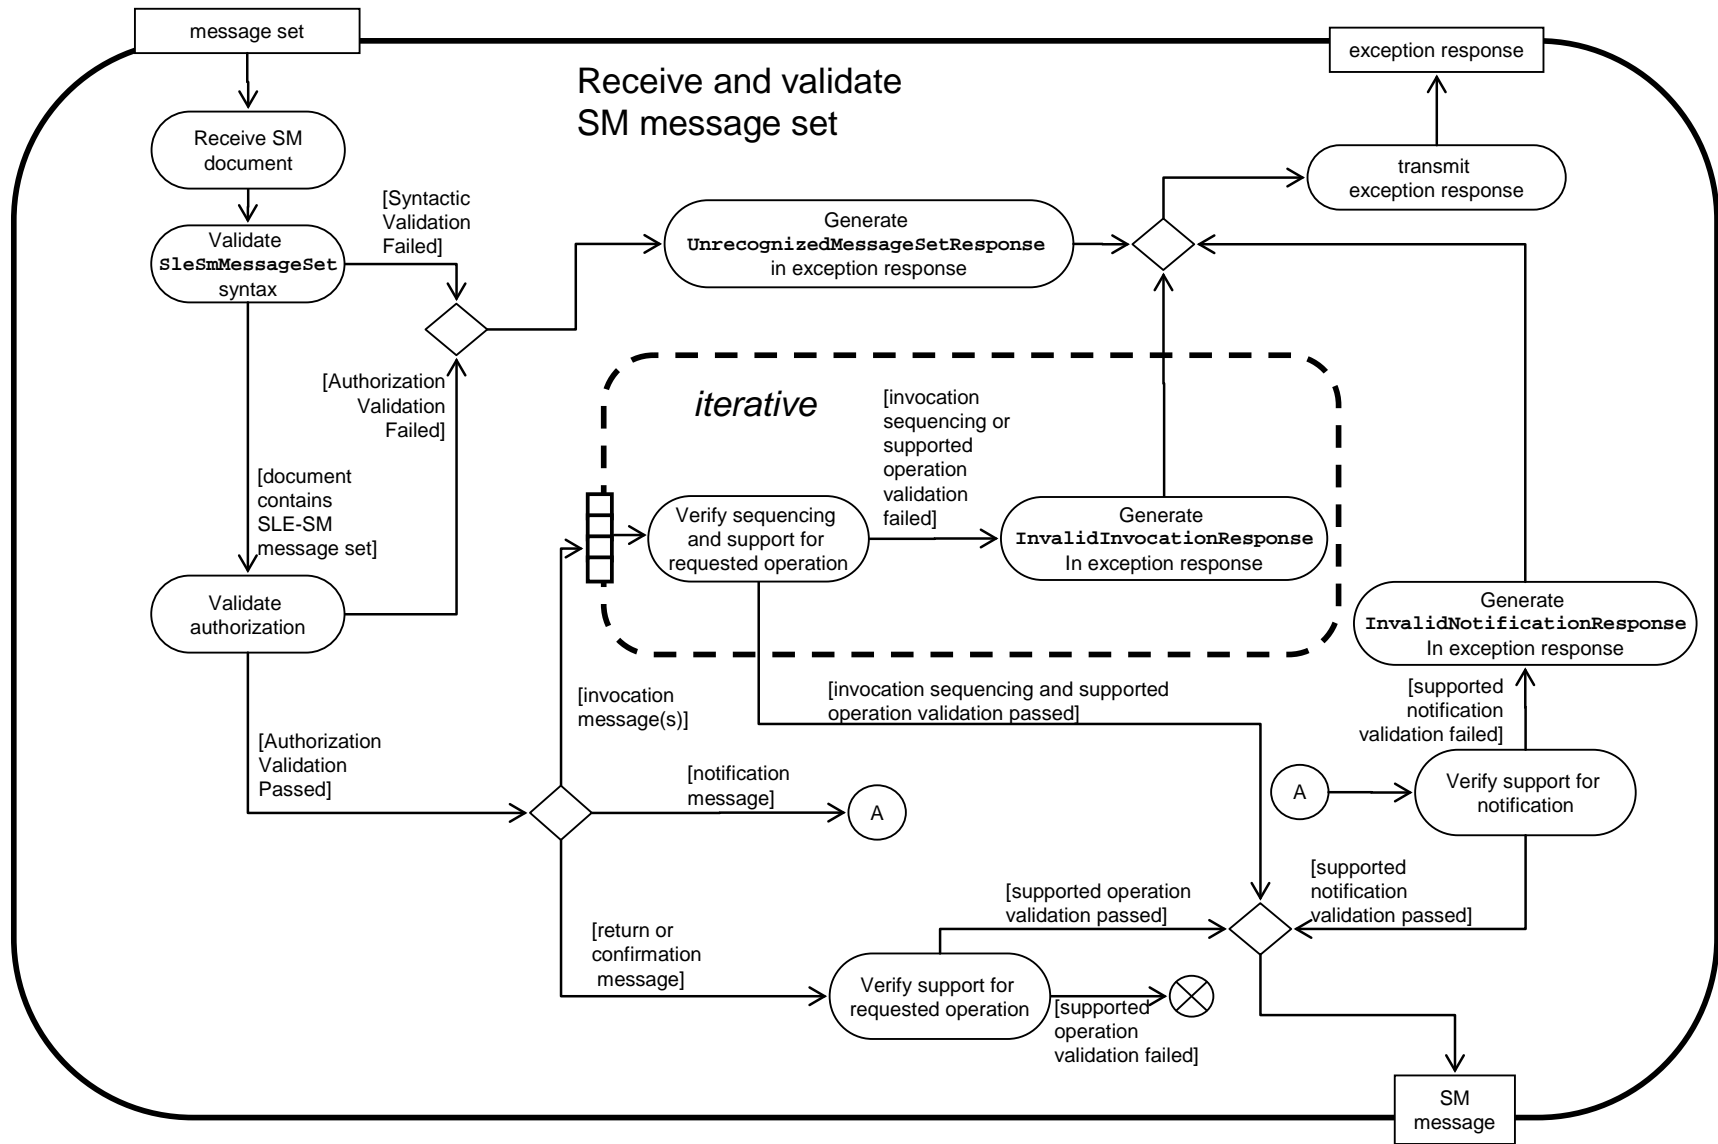 message set
exception response
Receive and validate
SM message set
Receive SM
document
transmit
exception response
[Syntactic
Validation
Failed]
Validate
SleSmMessageSet
syntax
Generate
UnrecognizedMessageSetResponse
in exception response
[Authorization
Validation
Failed]
iterative
[invocation
sequencing or
supported
operation
validation
failed]
[document
contains
SLE-SM
message set]
Verify sequencing
and support for
requested operation
Generate
InvalidInvocationResponse
In exception response
Validate
authorization
Generate
InvalidNotificationResponse
In exception response
[invocation
message(s)]
[invocation sequencing and supported
operation validation passed]
[supported
notification
validation failed]
[Authorization
Validation
Passed]
[notification
message]
A
A
Verify support for
notification
[supported operation
validation passed]
[supported
notification
validation passed]
[return or
confirmation
message]
Verify support for
requested operation
[supported
operation
validation failed]
SM
message